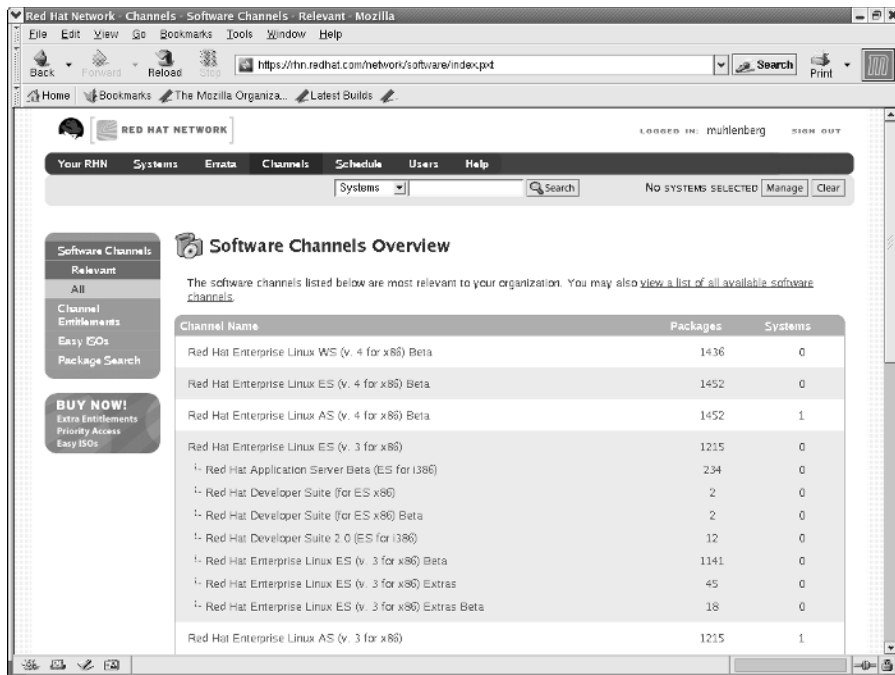 Red Hat Network - Channels - Software Channels - Relevant - Mozilla
File Edit View Go Bookmarks Tools Window Help
Back Forward Reload Stop https://rhn.redhat.com/network/software/index.pxt Search Print
Home Bookmarks The Mozilla Organiza... Latest Builds
RED HAT NETWORK LOGGED IN: muhlenberg SIGN OUT
Your RHN Systems Errata Channels Schedule Users Help
Systems Search NO SYSTEMS SELECTED Manage Clear
Software Channels
Relevant
All
Channel
Entitlements
Easy ISOs
Package Search
BUY NOW!
Extra Entitlements
Priority Access
Easy ISOs
Software Channels Overview
The software channels listed below are most relevant to your organization. You may also view a list of all available software
channels.
Channel Name Packages Systems
Red Hat Enterprise Linux WS (v. 4 for x86) Beta 1436 0
Red Hat Enterprise Linux ES (v. 4 for x86) Beta 1452 0
Red Hat Enterprise Linux AS (v. 4 for x86) Beta 1452 1
Red Hat Enterprise Linux ES (v. 3 for x86) 1215 0
Red Hat Application Server Beta (ES for i386) 234 0
Red Hat Developer Suite (for ES x86) 2 0
Red Hat Developer Suite (for ES x86) Beta 2 0
Red Hat Developer Suite 2.0 (ES for i386) 12 0
Red Hat Enterprise Linux ES (v. 3 for x86) Beta 1141 0
Red Hat Enterprise Linux ES (v. 3 for x86) Extras 45 0
Red Hat Enterprise Linux ES (v. 3 for x86) Extras Beta 18 0
Red Hat Enterprise Linux AS (v. 3 for x86) 1215 1